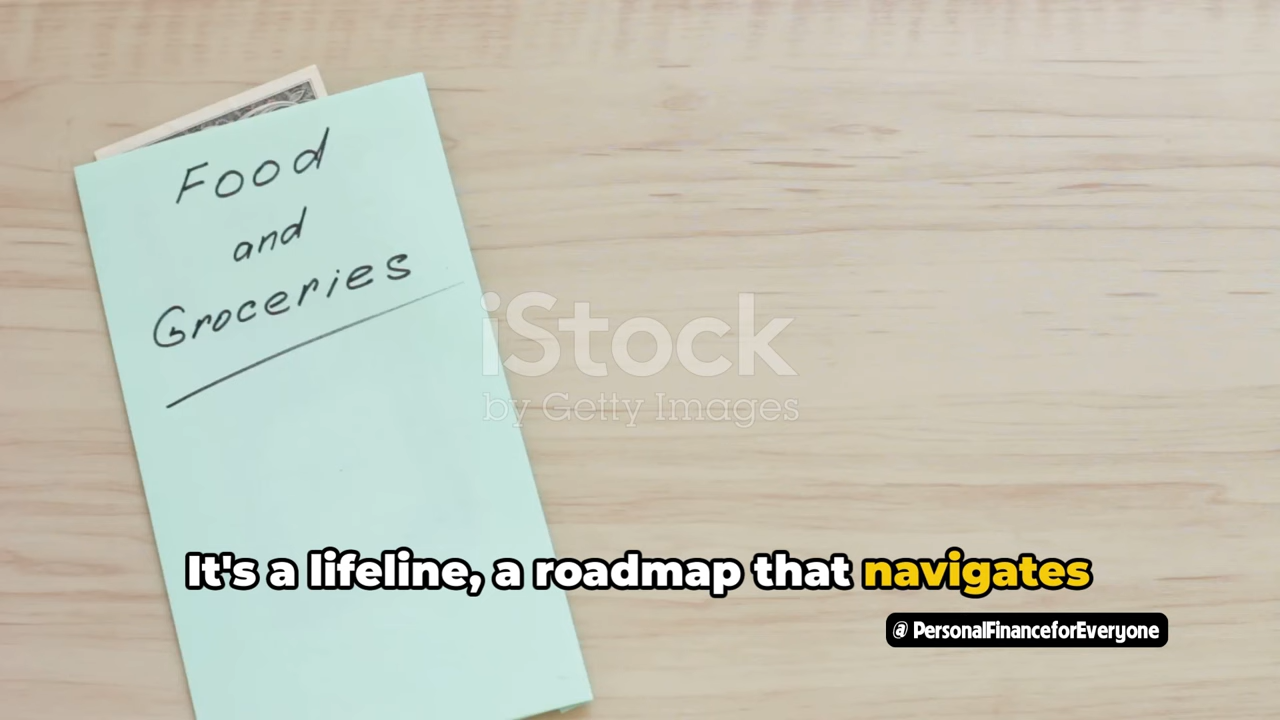 Food
and
Groceries
iStock
by Getty Images
It's a lifeline, a roadmap that navigates
@ PersonalFinanceforEveryone